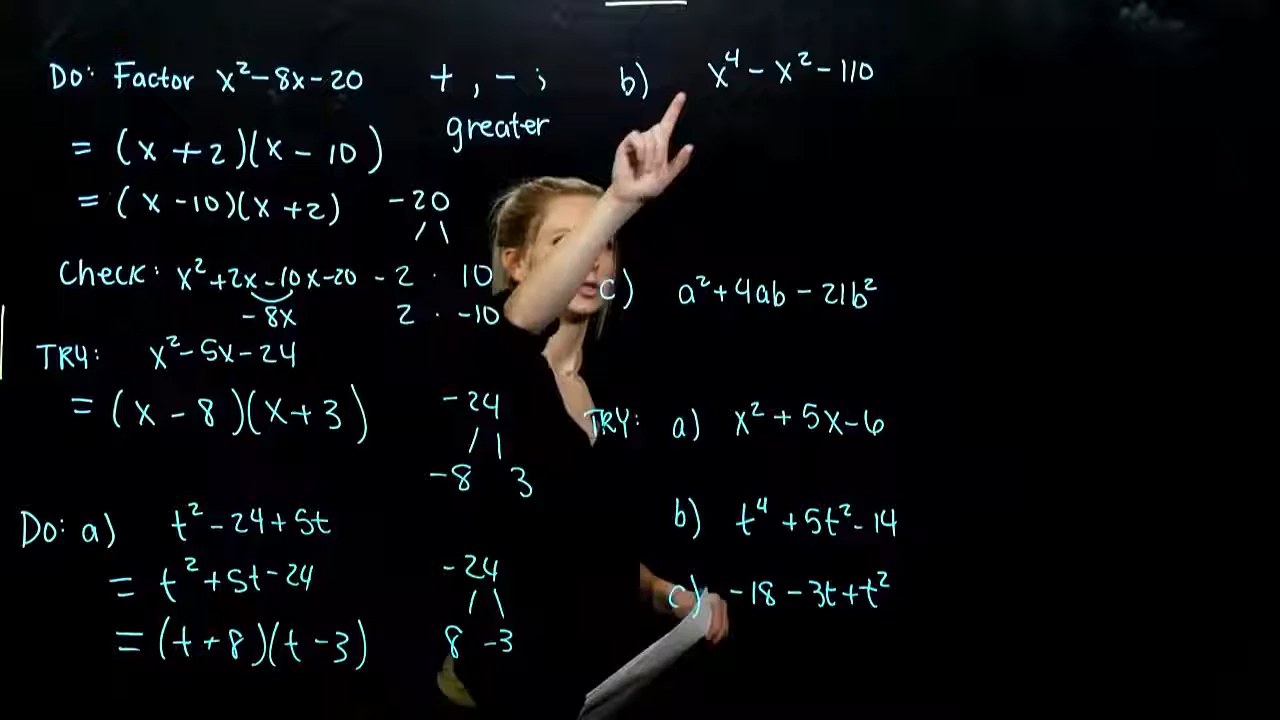 Do: Factor x² - 8x - 20
+ , - ;
greater
= (x + 2)(x - 10)
= (x - 10)(x + 2)
-20
Check: x² + 2x - 10x - 20
-2 · 10
- 8x
2 · -10
TRY: x² - 5x - 24
= (x - 8)(x + 3)
-24
-8 3
Do: a) t² - 24 + 5t
= t² + 5t - 24
-24
= (t + 8)(t - 3)
8 -3
b) x⁴ - x² - 110
c) a² + 4ab - 21b²
TRY: a) x² + 5x - 6
b) t⁴ + 5t² - 14
c) -18 - 3t + t²